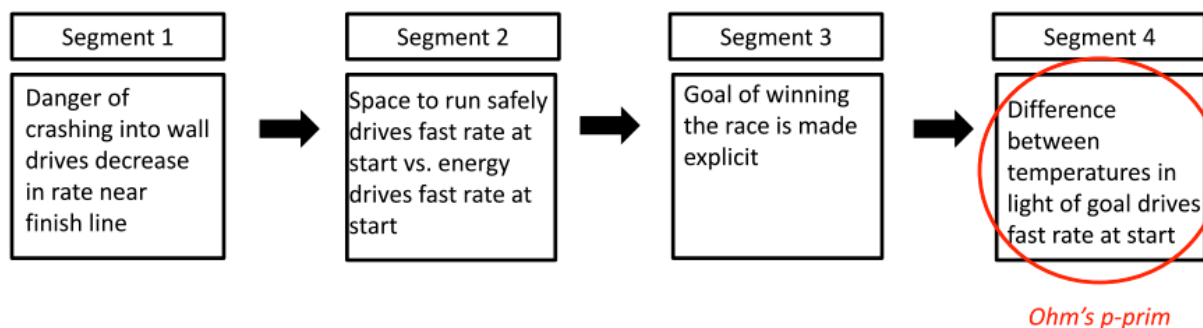 Segment 1
Danger of
crashing into wall
drives decrease
in rate near
finish line
Segment 2
Space to run safely
drives fast rate at
start vs. energy
drives fast rate at
start
Segment 3
Goal of winning
the race is made
explicit
Segment 4
Difference
between
temperatures in
light of goal drives
fast rate at start
Ohm's p-prim